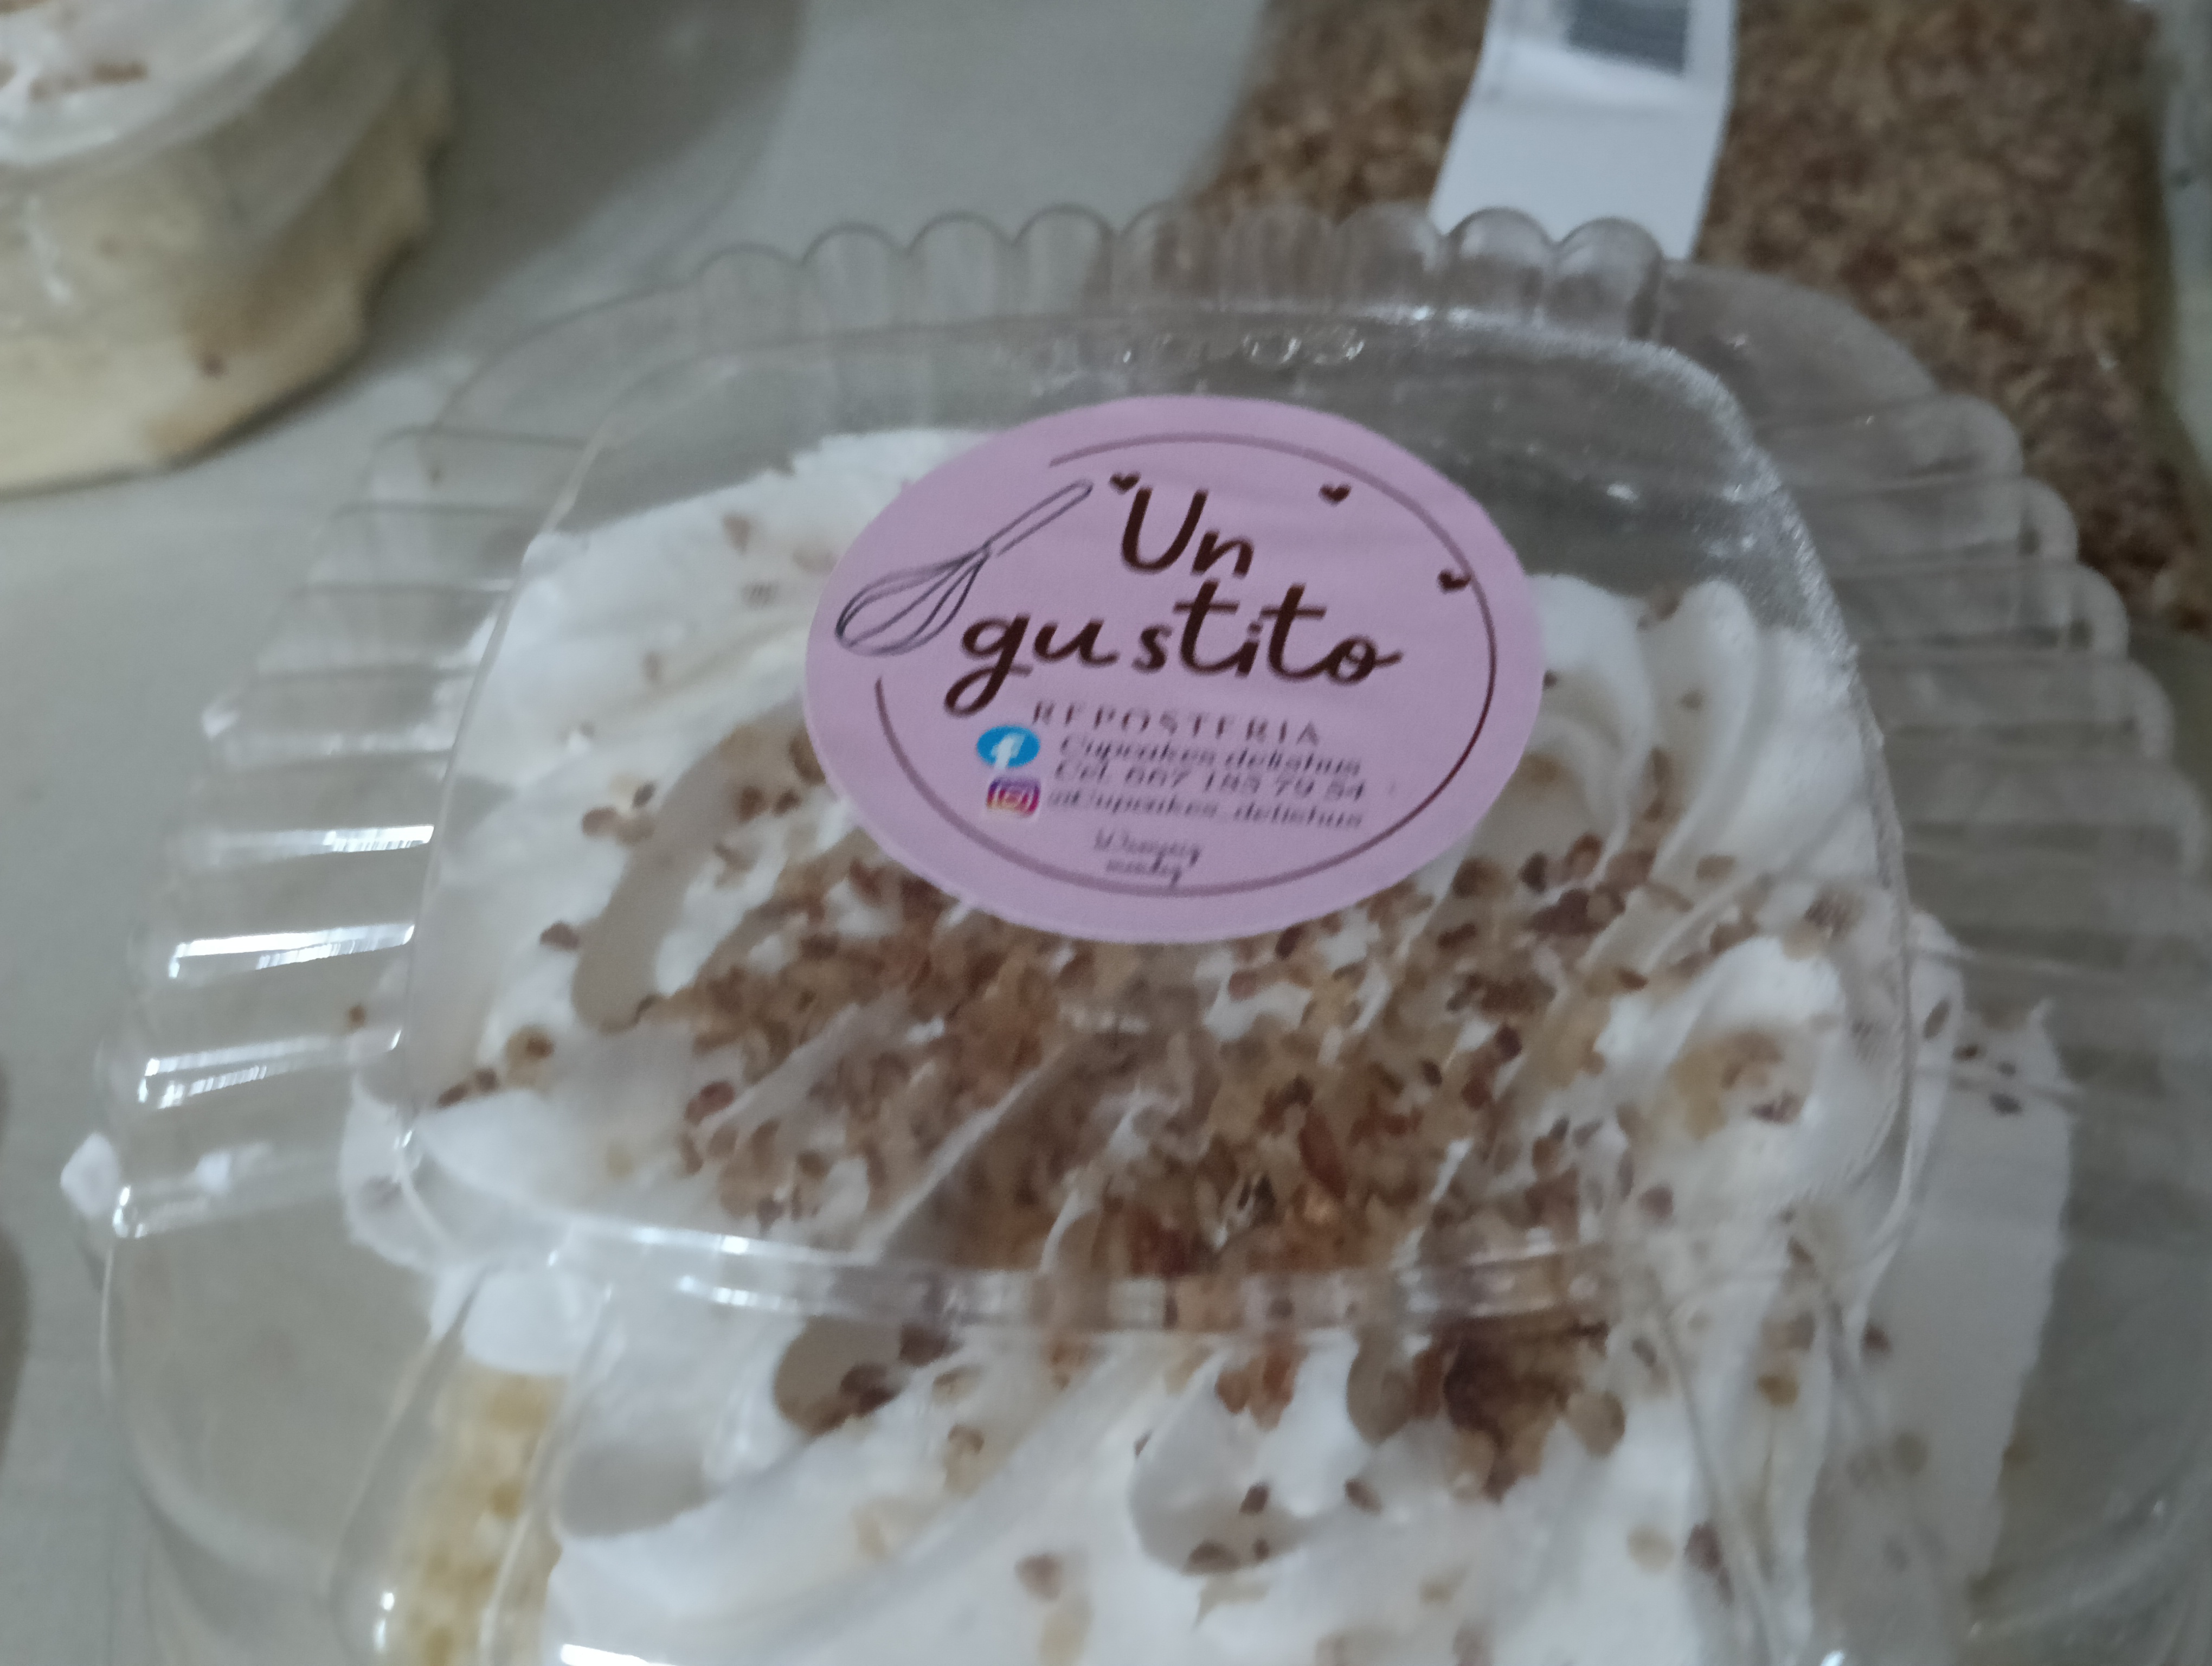 Un
gustito
REPOSTERIA
Cupcakes delishus
Cel. 667 183 79 54
@Cupcakes_delishus